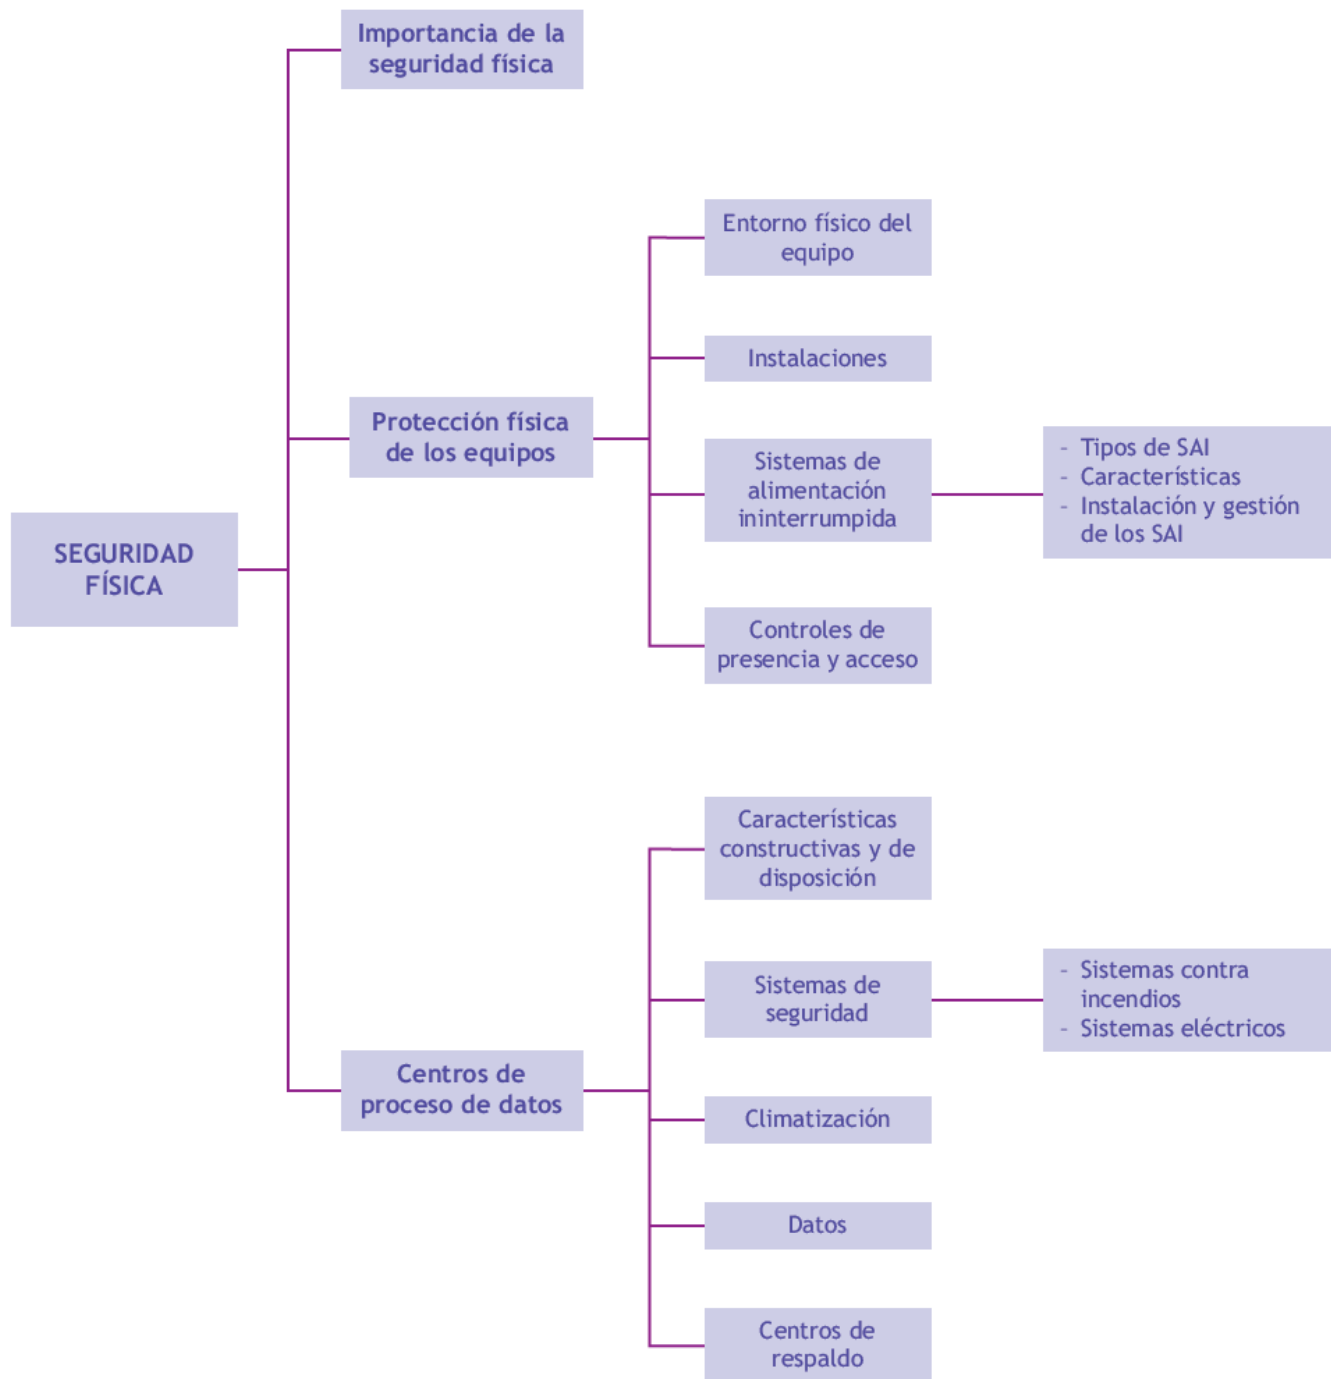 Importancia de la
seguridad física
Entorno físico del
equipo
Instalaciones
Protección física
de los equipos
Sistemas de
alimentación
ininterrumpida
- Tipos de SAI
- Características
- Instalación y gestión
de los SAI
SEGURIDAD
FÍSICA
Controles de
presencia y acceso
Características
constructivas y de
disposición
Sistemas de
seguridad
- Sistemas contra
incendios
- Sistemas eléctricos
Centros de
proceso de datos
Climatización
Datos
Centros de
respaldo